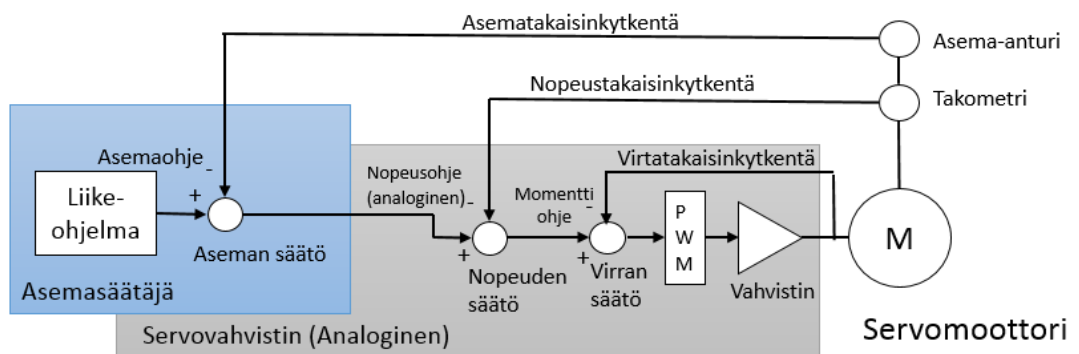 Asematakaisinkytkentä
Asema-anturi
Nopeustakaisinkytkentä
Takometri
Asemaohje
-
Nopeusohje
(analoginen)
-
Virtatakaisinkytkentä
Momentti
ohje
-
Liike-
ohjelma
+
Aseman säätö
+
Nopeuden
säätö
+
Virran
säätö
P
W
M
Vahvistin
M
Asemasäätäjä
Servovahvistin (Analoginen)
Servomoottori